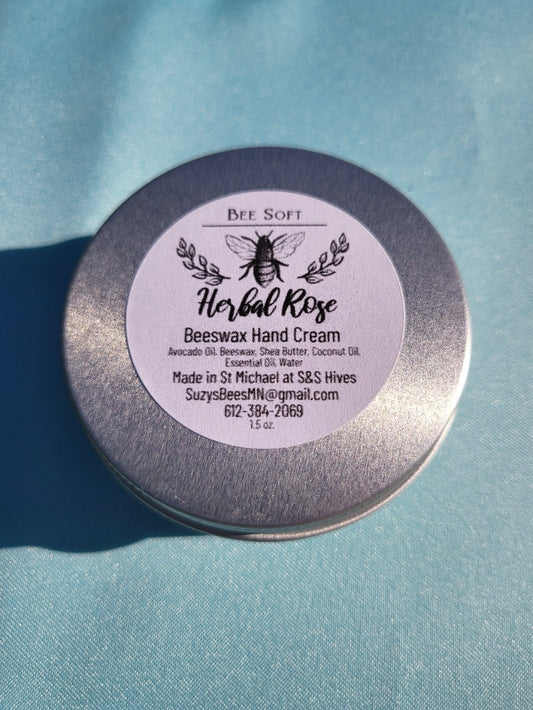 BEE SOFT
Herbal Rose
Beeswax Hand Cream
Avocado Oil, Beeswax, Shea Butter, Coconut Oil,
Essential Oil, Water
Made in St Michael at S&S Hives
SuzysBeesMN@gmail.com
612-384-2069
1.5 oz.